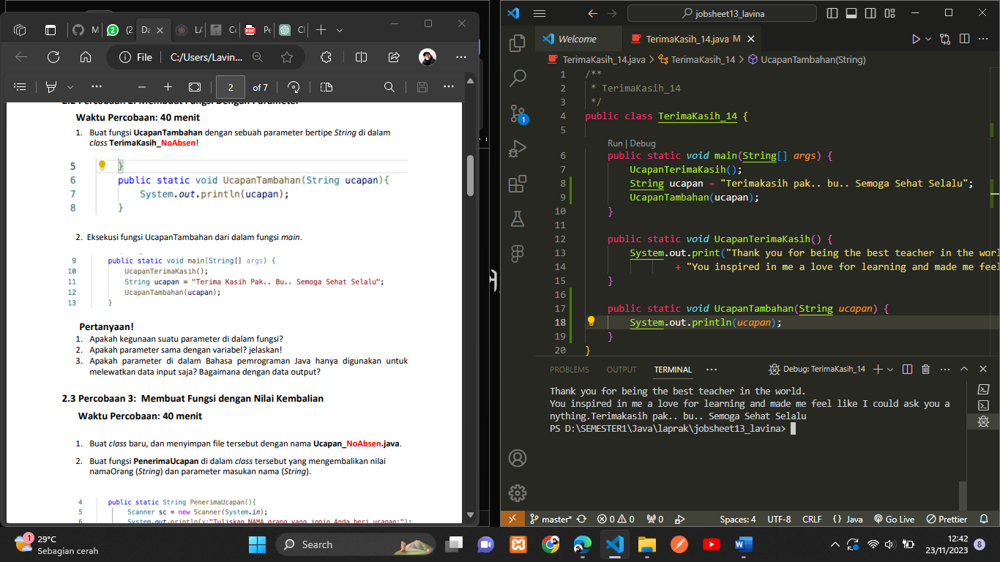 M
(2
Da
LA
Co
Pe
Cl
File
C:/Users/Lavin...
2
of 7
2.2 Percobaan 2: Membuat Fungsi Dengan Parameter
Waktu Percobaan: 40 menit
1. Buat fungsi UcapanTambahan dengan sebuah parameter bertipe String di dalam
class TerimaKasih_NoAbsen!
5 }
6 public static void UcapanTambahan(String ucapan){
7 System.out.println(ucapan);
8 }
2. Eksekusi fungsi UcapanTambahan dari dalam fungsi main.
9 public static void main(String[] args) {
10 UcapanTerimaKasih();
11 String ucapan = "Terima Kasih Pak.. Bu.. Semoga Sehat Selalu";
12 UcapanTambahan(ucapan);
13 }
Pertanyaan!
1. Apakah kegunaan suatu parameter di dalam fungsi?
2. Apakah parameter sama dengan variabel? jelaskan!
3. Apakah parameter di dalam Bahasa pemrograman Java hanya digunakan untuk
melewatkan data input saja? Bagaimana dengan data output?
2.3 Percobaan 3: Membuat Fungsi dengan Nilai Kembalian
Waktu Percobaan: 40 menit
1. Buat class baru, dan menyimpan file tersebut dengan nama Ucapan_NoAbsen.java.
2. Buat fungsi PenerimaUcapan di dalam class tersebut yang mengembalikan nilai
namaOrang (String) dan parameter masukan nama (String).
4 public static String PenerimaUcapan(){
5 Scanner sc = new Scanner(System.in);
6 System.out.println(x:"Tuliskan NAMA orang yang ingin Anda beri ucapan:");
jobsheet13_lavina
Welcome
TerimaKasih_14.java M
TerimaKasih_14.java > TerimaKasih_14 > UcapanTambahan(String)
1 /**
2 * TerimaKasih_14
3 */
4 public class TerimaKasih_14 {
5
Run | Debug
6 public static void main(String[] args) {
7 UcapanTerimaKasih();
8 String ucapan = "Terimakasih pak.. bu.. Semoga Sehat Selalu";
9 UcapanTambahan(ucapan);
10 }
11
12 public static void UcapanTerimaKasih() {
13 System.out.print("Thank you for being the best teacher in the worl
14 + "You inspired in me a love for learning and made me feel
15 }
16
17 public static void UcapanTambahan(String ucapan) {
18 System.out.println(ucapan);
19 }
20 }
PROBLEMS OUTPUT TERMINAL
Debug: TerimaKasih_14
Thank you for being the best teacher in the world.
You inspired in me a love for learning and made me feel like I could ask you a
nything.Terimakasih pak.. bu.. Semoga Sehat Selalu
PS D:\SEMESTER1\Java\laprak\jobsheet13_lavina>
1
master* 0 0 0 Spaces: 4 UTF-8 CRLF {} Java Go Live Prettier
1
29°C
Sebagian cerah
Search
12:42
23/11/2023
8